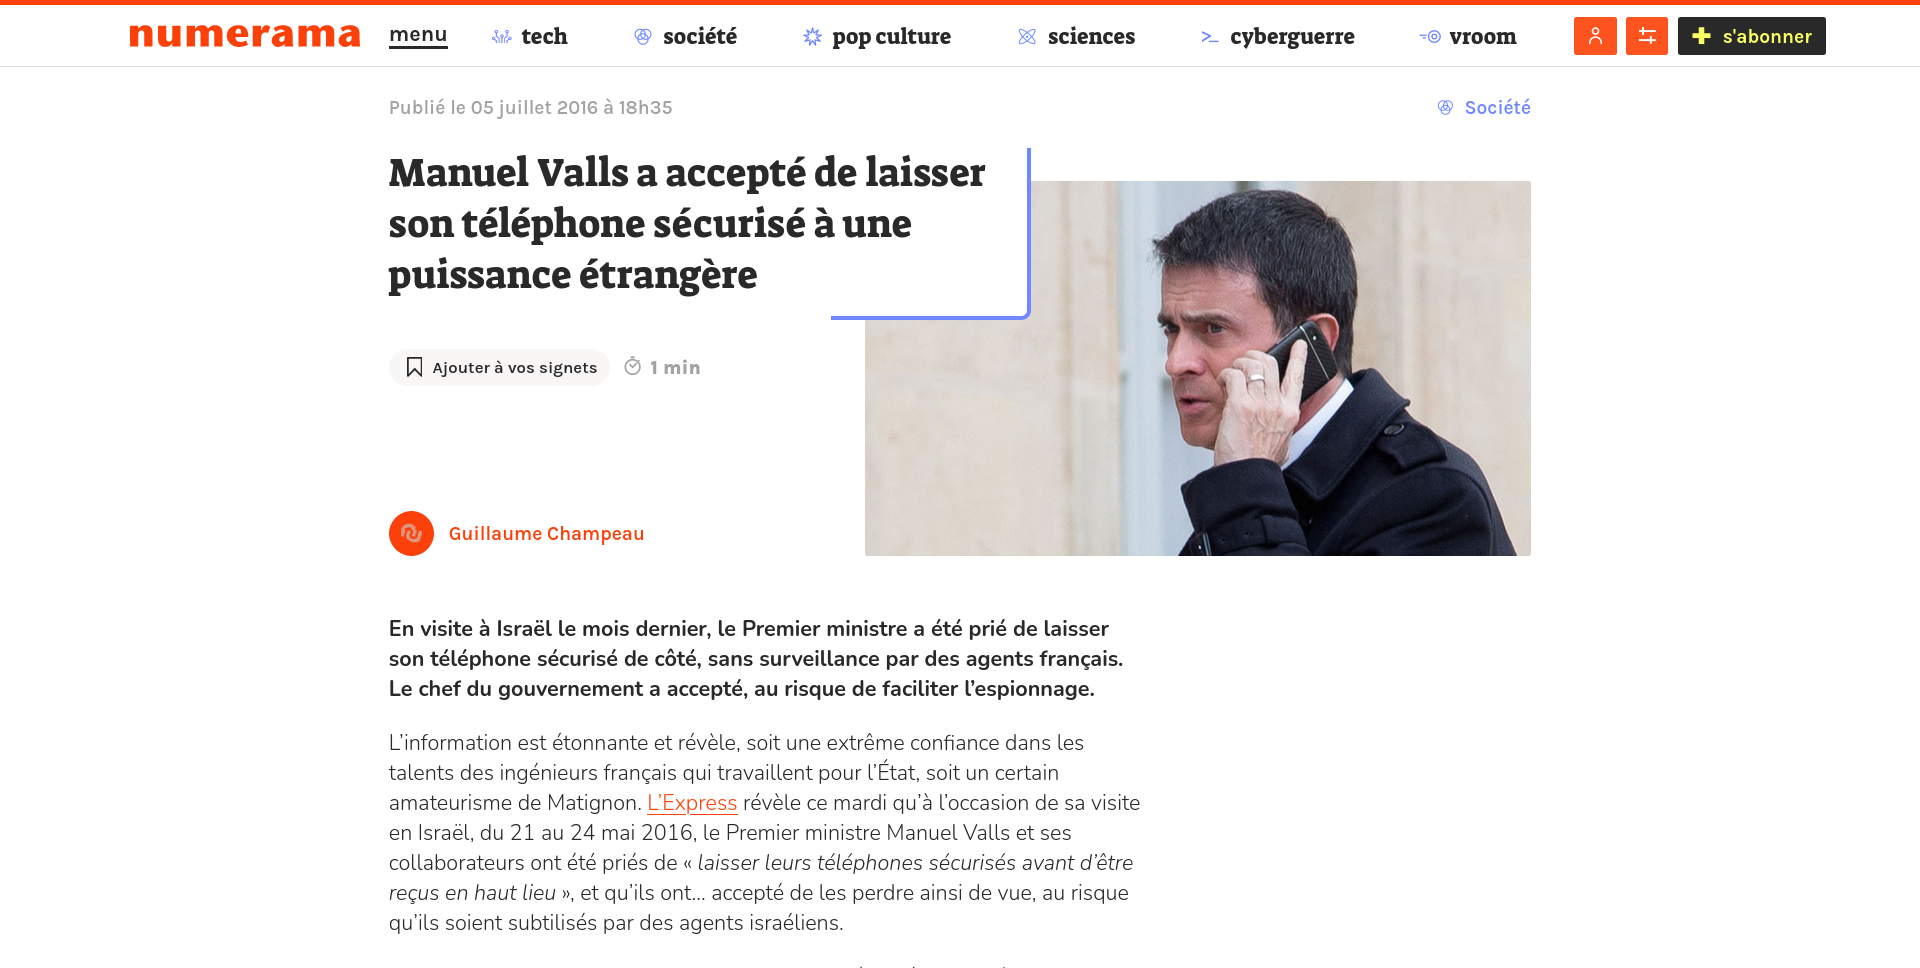 numerama
menu
tech
société
pop culture
sciences
cyberguerre
vroom
s'abonner
Publié le 05 juillet 2016 à 18h35
Société
Manuel Valls a accepté de laisser
son téléphone sécurisé à une
puissance étrangère
Ajouter à vos signets
1 min
Guillaume Champeau
En visite à Israël le mois dernier, le Premier ministre a été prié de laisser
son téléphone sécurisé de côté, sans surveillance par des agents français.
Le chef du gouvernement a accepté, au risque de faciliter l’espionnage.
L’information est étonnante et révèle, soit une extrême confiance dans les
talents des ingénieurs français qui travaillent pour l’État, soit un certain
amateurisme de Matignon. L’Express révèle ce mardi qu’à l’occasion de sa visite
en Israël, du 21 au 24 mai 2016, le Premier ministre Manuel Valls et ses
collaborateurs ont été priés de « laisser leurs téléphones sécurisés avant d’être
reçus en haut lieu », et qu’ils ont… accepté de les perdre ainsi de vue, au risque
qu’ils soient subtilisés par des agents israéliens.